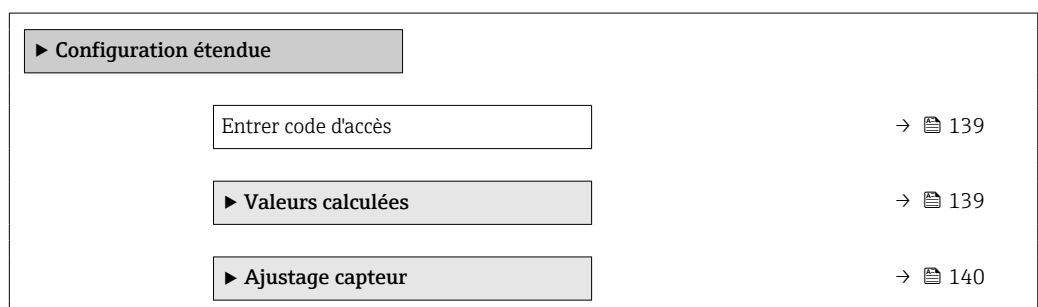 ► Configuration étendue
Entrer code d'accès → 139
► Valeurs calculées → 139
► Ajustage capteur → 140